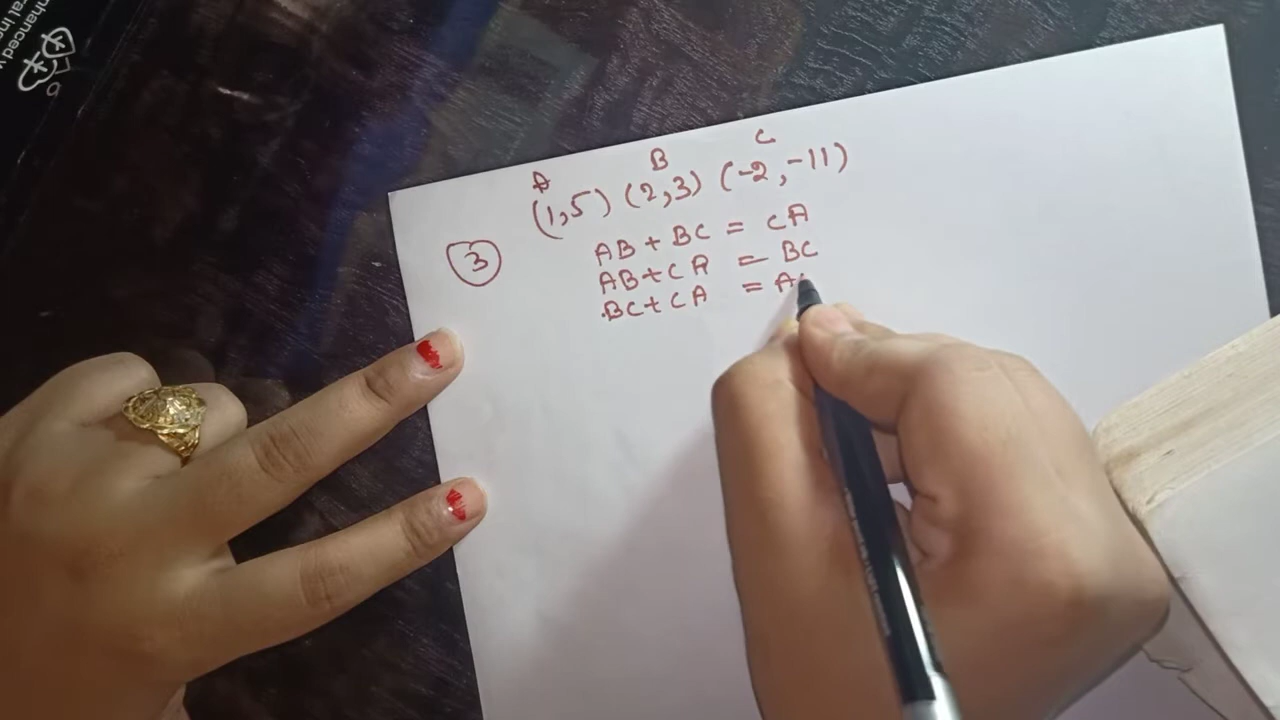 A B C
(1,5) (2,3) (-2,-11)
3
AB + BC = CA
AB + CA = BC
BC + CA = A